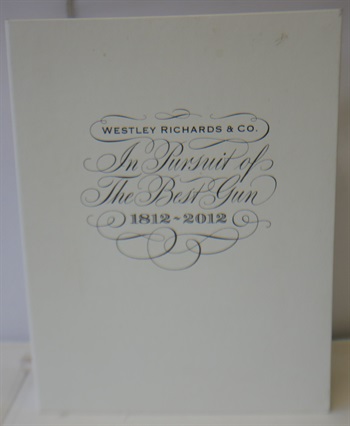 WESTLEY RICHARDS & CO.
In Pursuit of
The Best Gun
1812~2012